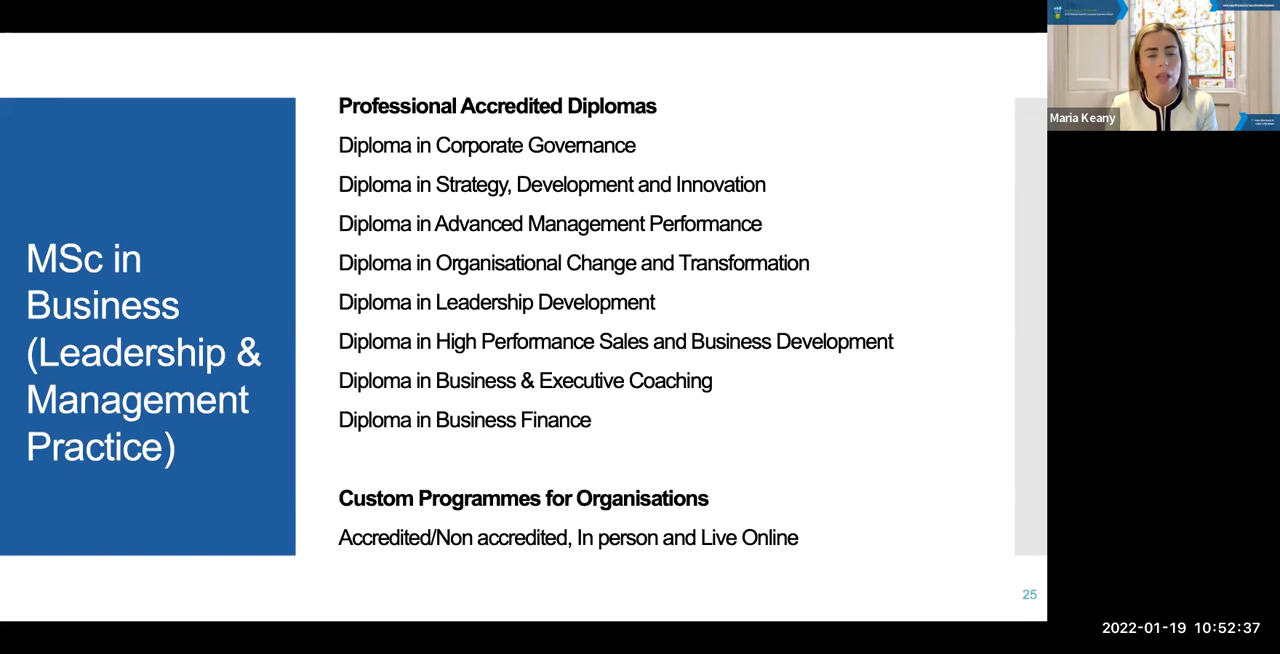 MSc in
Business
(Leadership &
Management
Practice)
Professional Accredited Diplomas
Diploma in Corporate Governance
Diploma in Strategy, Development and Innovation
Diploma in Advanced Management Performance
Diploma in Organisational Change and Transformation
Diploma in Leadership Development
Diploma in High Performance Sales and Business Development
Diploma in Business & Executive Coaching
Diploma in Business Finance
Custom Programmes for Organisations
Accredited/Non accredited, In person and Live Online
25
Maria Keany
2022-01-19 10:52:37